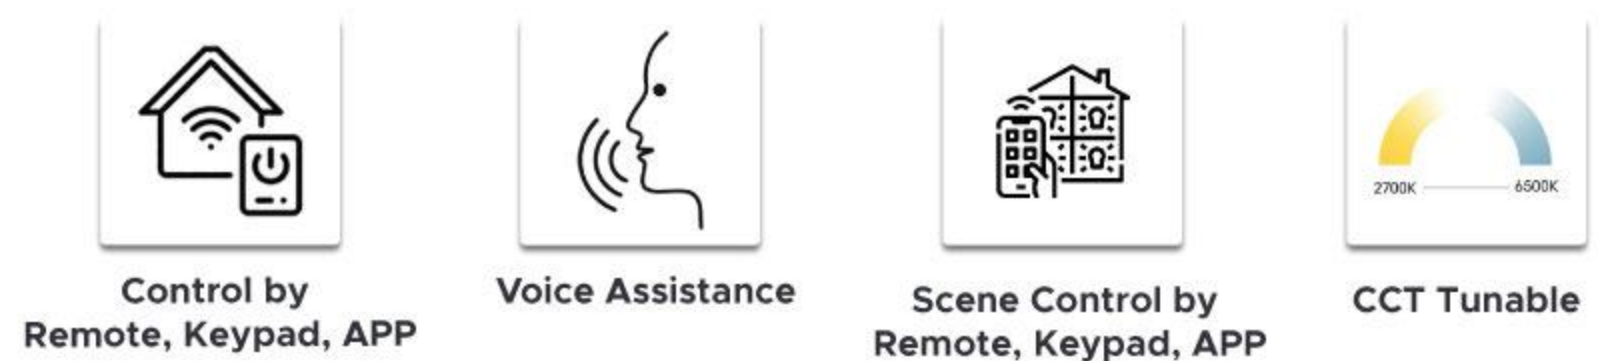 2700K
6500K
Control by
Remote, Keypad, APP
Voice Assistance
Scene Control by
Remote, Keypad, APP
CCT Tunable